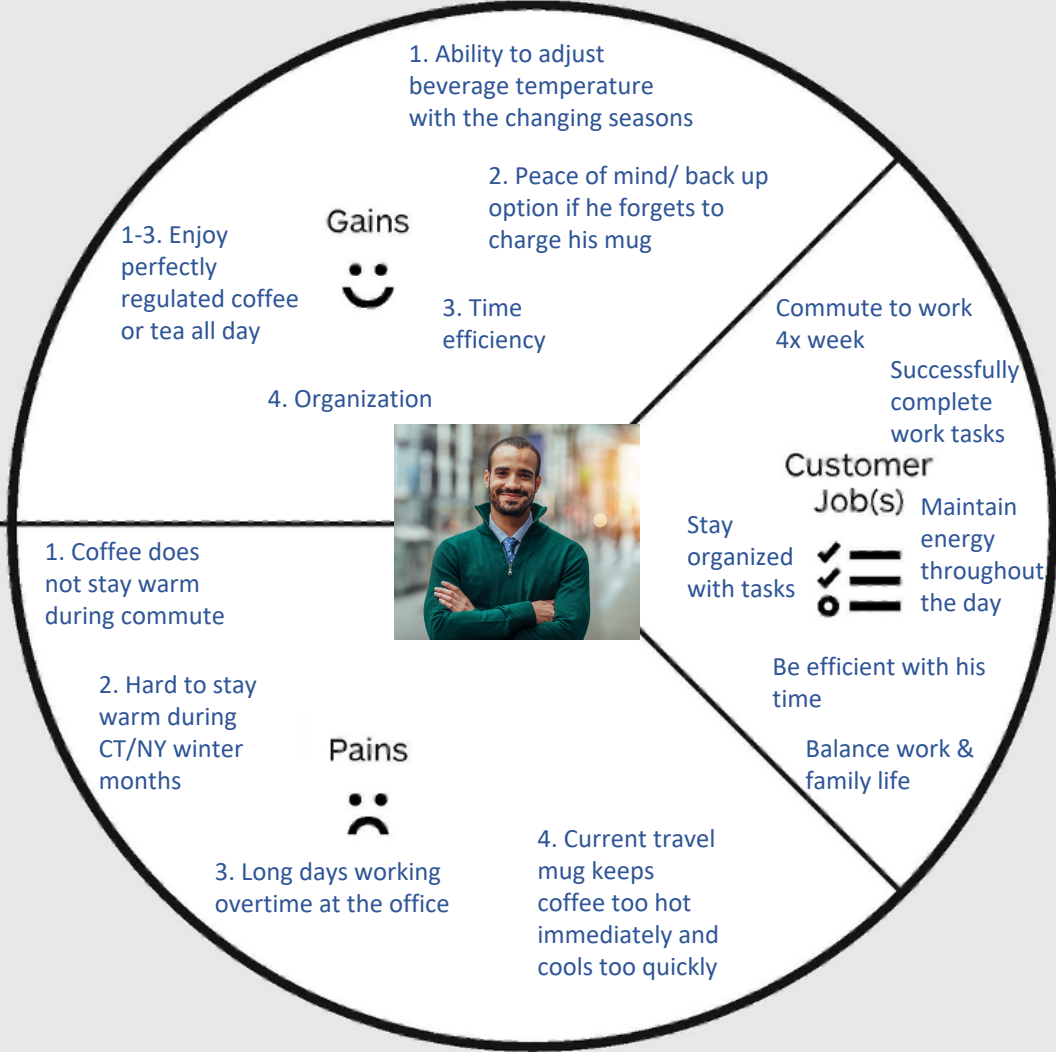 1. Ability to adjust
beverage temperature
with the changing seasons
2. Peace of mind/ back up
option if he forgets to
charge his mug
Gains
1-3. Enjoy
perfectly
regulated coffee
or tea all day
3. Time
efficiency
4. Organization
Commute to work
4x week
Successfully
complete
work tasks
Customer
Job(s)
Maintain
energy
throughout
the day
Stay
organized
with tasks
Be efficient with his
time
Balance work &
family life
1. Coffee does
not stay warm
during commute
2. Hard to stay
warm during
CT/NY winter
months
Pains
3. Long days working
overtime at the office
4. Current travel
mug keeps
coffee too hot
immediately and
cools too quickly